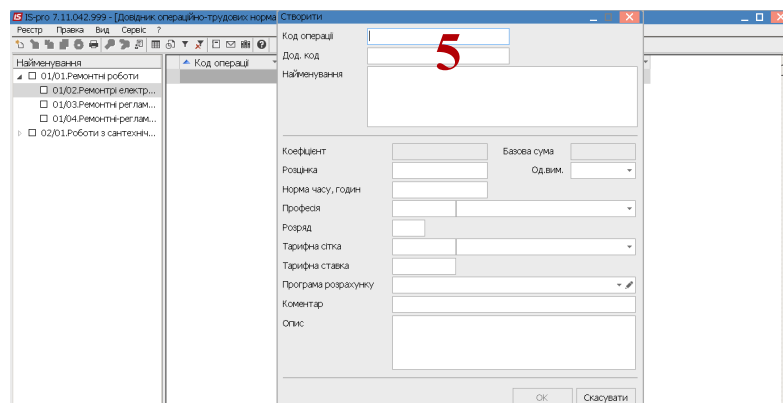 IS-pro 7.11.042.999 - [Довідник операційно-трудових норма
Створити
Реєстр Правка Вид Сервіс ?
Найменування
Код операції
01/01.Ремонтні роботи
01/02.Ремонтрі електр...
01/03.Ремонтні реглам...
01/04.Ремонтні-реглам...
02/01.Роботи з сантехніч...
Код операції
5
Дод. код
Найменування
Коефіцієнт
Базова сума
Розцінка
Од.вим.
Норма часу, годин
Професія
Розряд
Тарифна сітка
Тарифна ставка
Програма розрахунку
Коментар
Опис
ОК
Скасувати